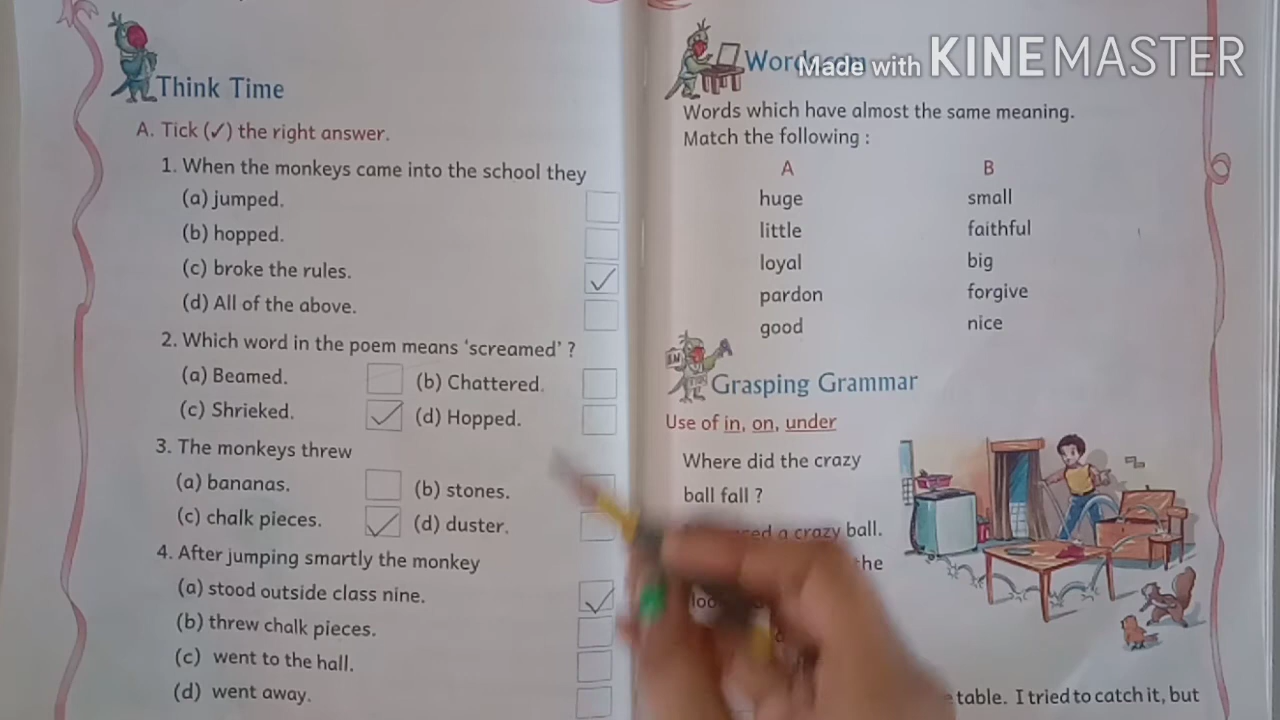 Think Time
A. Tick (✓) the right answer.
1. When the monkeys came into the school they
(a) jumped.
(b) hopped.
(c) broke the rules.
(d) All of the above.
2. Which word in the poem means ‘screamed’ ?
(a) Beamed.
(b) Chattered.
(c) Shrieked.
(d) Hopped.
3. The monkeys threw
(a) bananas.
(b) stones.
(c) chalk pieces.
(d) duster.
4. After jumping smartly the monkey
(a) stood outside class nine.
(b) threw chalk pieces.
(c) went to the hall.
(d) went away.
Made with KINEMASTER
Words which have almost the same meaning.
Match the following :
A B
huge small
little faithful
loyal big
pardon forgive
good nice
Grasping Grammar
Use of in, on, under
Where did the crazy
ball fall ?
a crazy ball.
the
table. I tried to catch it, but